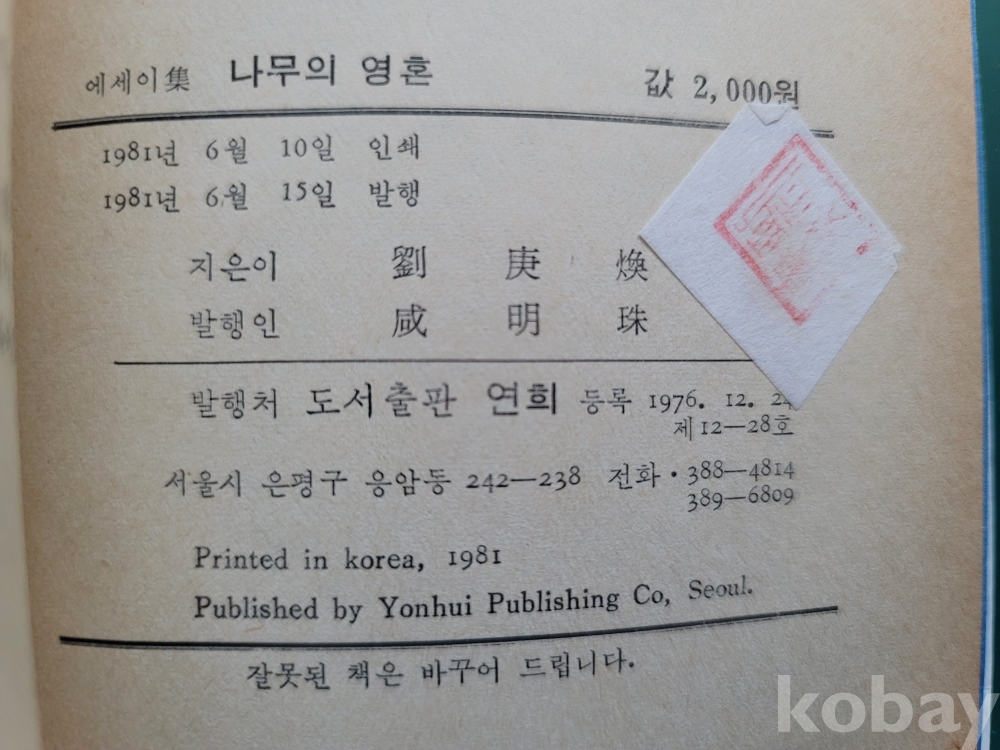 에세이集 나무의 영혼 값 2,000원
1981년 6월 10일 인쇄
1981년 6월 15일 발행
지은이 劉 庚 煥
발행인 咸 明 珠
발행처 도서출판 연희 등록 1976. 12. 24
제12—28호
서울시 은평구 응암동 242—238 전화·388—4814
389—6809
Printed in korea, 1981
Published by Yonhui Publishing Co, Seoul.
잘못된 책은 바꾸어 드립니다.
kobay